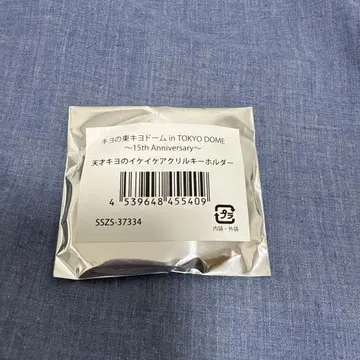 キヨの東キヨドーム in TOKYO DOME
〜15th Anniversary〜
天才キヨのイケイケアクリルキーホルダー
4 539648 455409
SSZS-37334
プラ
内袋・外袋